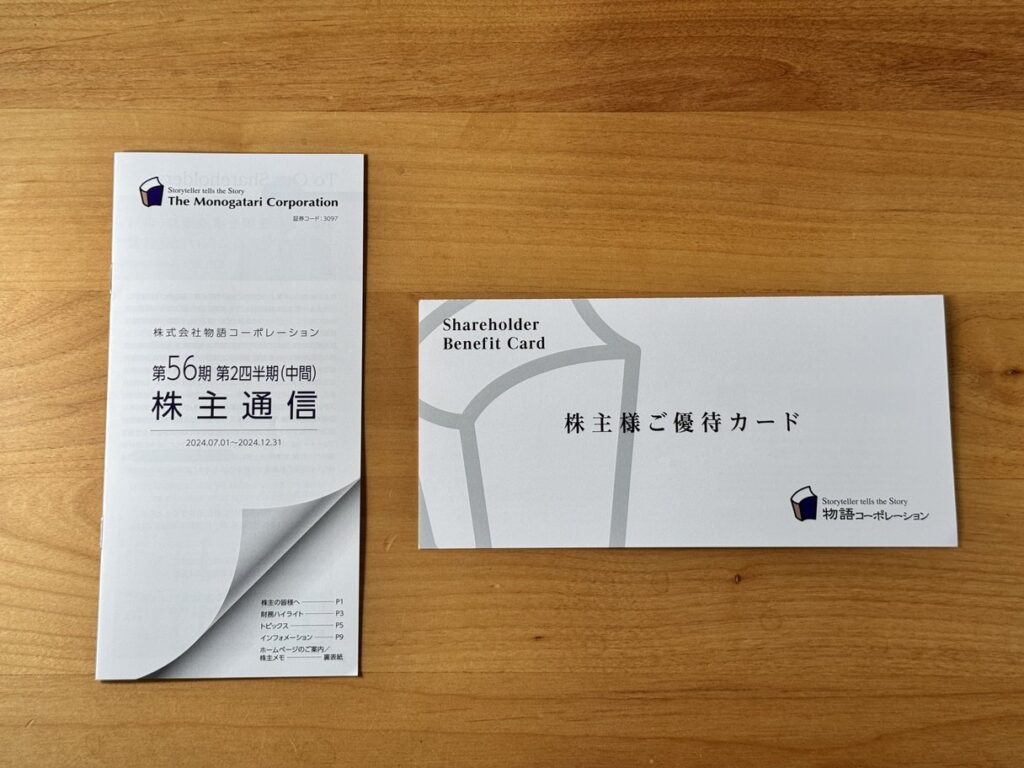 Storyteller tells the Story
The Monogatari Corporation
証券コード:3097
株式会社物語コーポレーション
第56期 第2四半期(中間)
株主通信
2024.07.01~2024.12.31
株主の皆様へ P1
財務ハイライト P3
トピックス P5
インフォメーション P9
ホームページのご案内/
株主メモ 裏表紙
Shareholder
Benefit Card
株主様ご優待カード
Storyteller tells the Story
物語コーポレーション